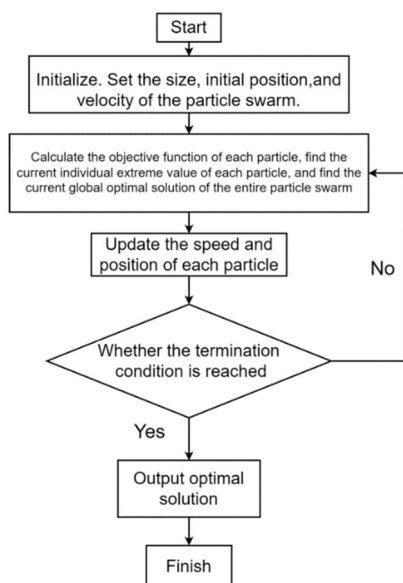 Start
Initialize. Set the size, initial position,and
velocity of the particle swarm.
Calculate the objective function of each particle, find the
current individual extreme value of each particle, and find the
current global optimal solution of the entire particle swarm
Update the speed and
position of each particle
No
Whether the termination
condition is reached
Yes
Output optimal
solution
Finish